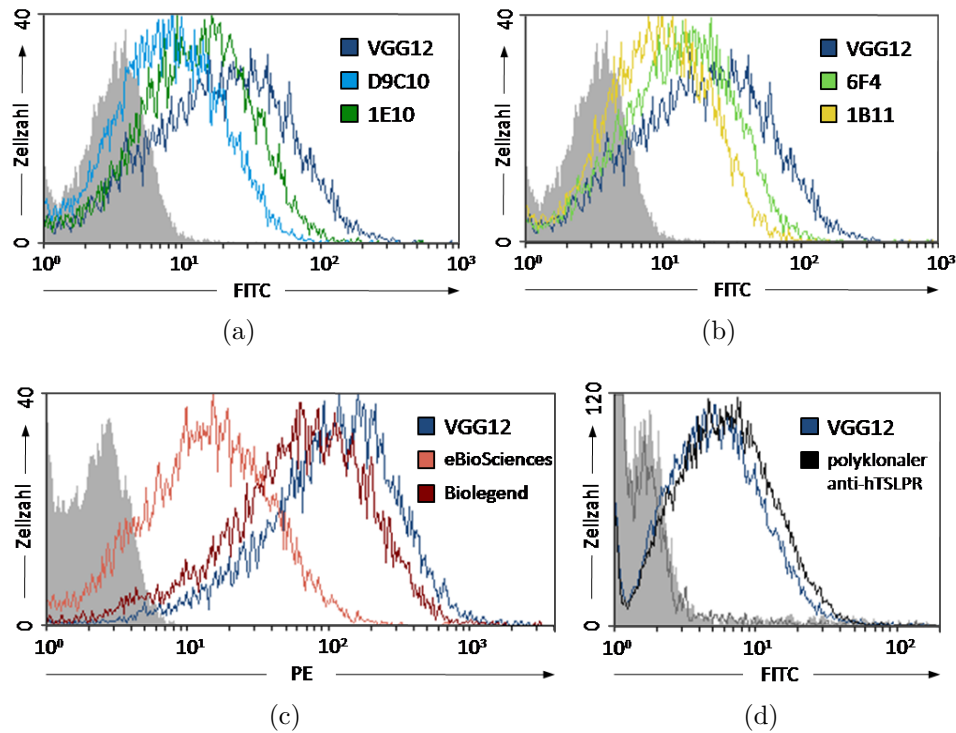 40
Zellzahl
0
VGG12
D9C10
1E10
10⁰ 10¹ 10² 10³
FITC
(a)
40
Zellzahl
0
VGG12
6F4
1B11
10⁰ 10¹ 10² 10³
FITC
(b)
40
Zellzahl
0
VGG12
eBioSciences
Biolegend
10⁰ 10¹ 10² 10³
PE
(c)
120
Zellzahl
0
VGG12
polyklonaler
anti-hTSLPR
10⁰ 10¹ 10²
FITC
(d)